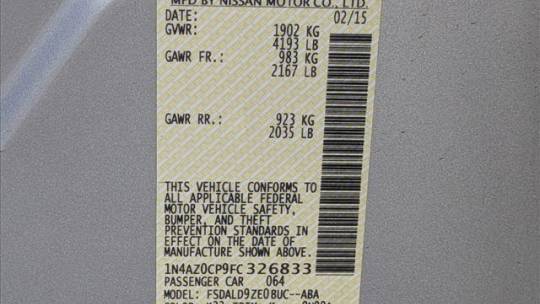 MFD BY NISSAN MOTOR CO., LTD.
DATE: 02/15
GVWR: 1902 KG
4193 LB
GAWR FR.: 983 KG
2167 LB
GAWR RR.: 923 KG
2035 LB
THIS VEHICLE CONFORMS TO
ALL APPLICABLE FEDERAL
MOTOR VEHICLE SAFETY,
BUMPER, AND THEFT
PREVENTION STANDARDS IN
EFFECT ON THE DATE OF
MANUFACTURE SHOWN ABOVE.
1N4AZ0CP9FC326833
PASSENGER CAR 064
MODEL: FSDALD9ZE0BUC--ABA